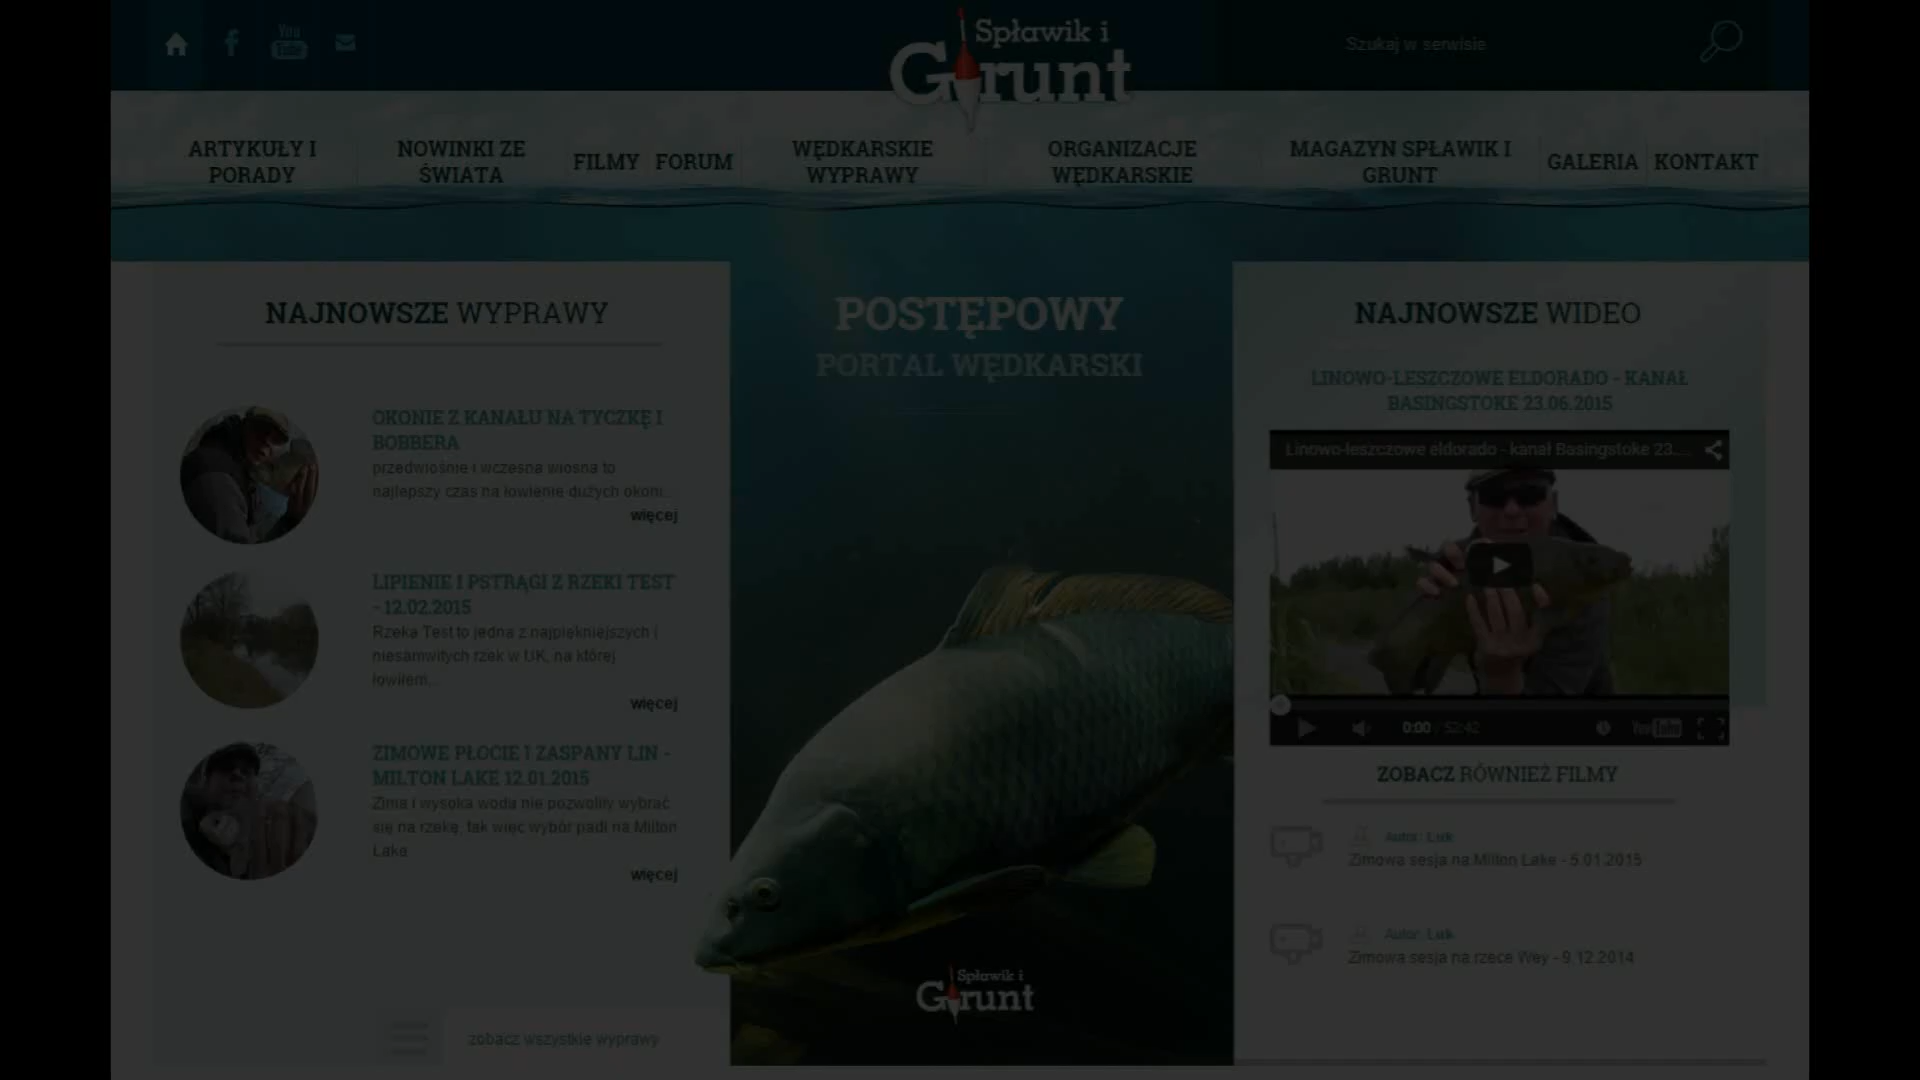 You
Tube
Spławik i
Grunt
Szukaj w serwisie
ARTYKUŁY I
PORADY
NOWINKI ZE
ŚWIATA
FILMY
FORUM
WĘDKARSKIE
WYPRAWY
ORGANIZACJE
WĘDKARSKIE
MAGAZYN SPŁAWIK I
GRUNT
GALERIA
KONTAKT
NAJNOWSZE WYPRAWY
OKONIE Z KANAŁU NA TYCZKĘ I
BOBBERA
przedwiośnie i wczesna wiosna to
najlepszy czas na łowienie dużych okoni...
więcej
LIPIENIE I PSTRĄGI Z RZEKI TEST
- 12.02.2015
Rzeka Test to jedna z najpiękniejszych i
niesamwitych rzek w UK, na której
łowiłem...
więcej
ZIMOWE PŁOCIE I ZASPANY LIN -
MILTON LAKE 12.01.2015
Zima i wysoka woda nie pozwoliły wybrać
się na rzekę, tak więc wybór padł na Milton
Lake
więcej
zobacz wszystkie wyprawy
POSTĘPOWY
PORTAL WĘDKARSKI
Spławik i
Grunt
NAJNOWSZE WIDEO
LINOWO-LESZCZOWE ELDORADO - KANAŁ
BASINGSTOKE 23.06.2015
Linowo-leszczowe eldorado - kanał Basingstoke 23....
0:00 / 52:42
YouTube
ZOBACZ RÓWNIEŻ FILMY
Autor: Luk
Zimowa sesja na Milton Lake - 5.01.2015
Autor: Luk
Zimowa sesja na rzece Wey - 9.12.2014